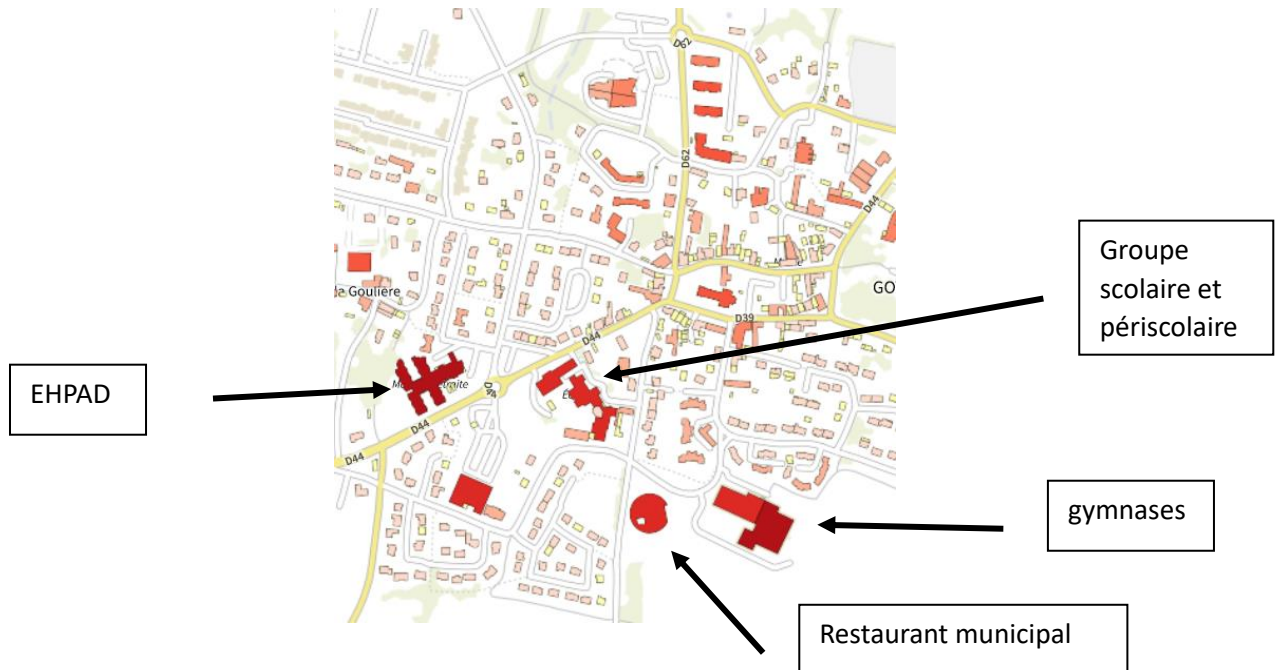 D62
D62
D44
Groupe
scolaire et
périscolaire
la Goulière
GO
D39
D44
EHPAD
D44
D44
gymnases
Restaurant municipal